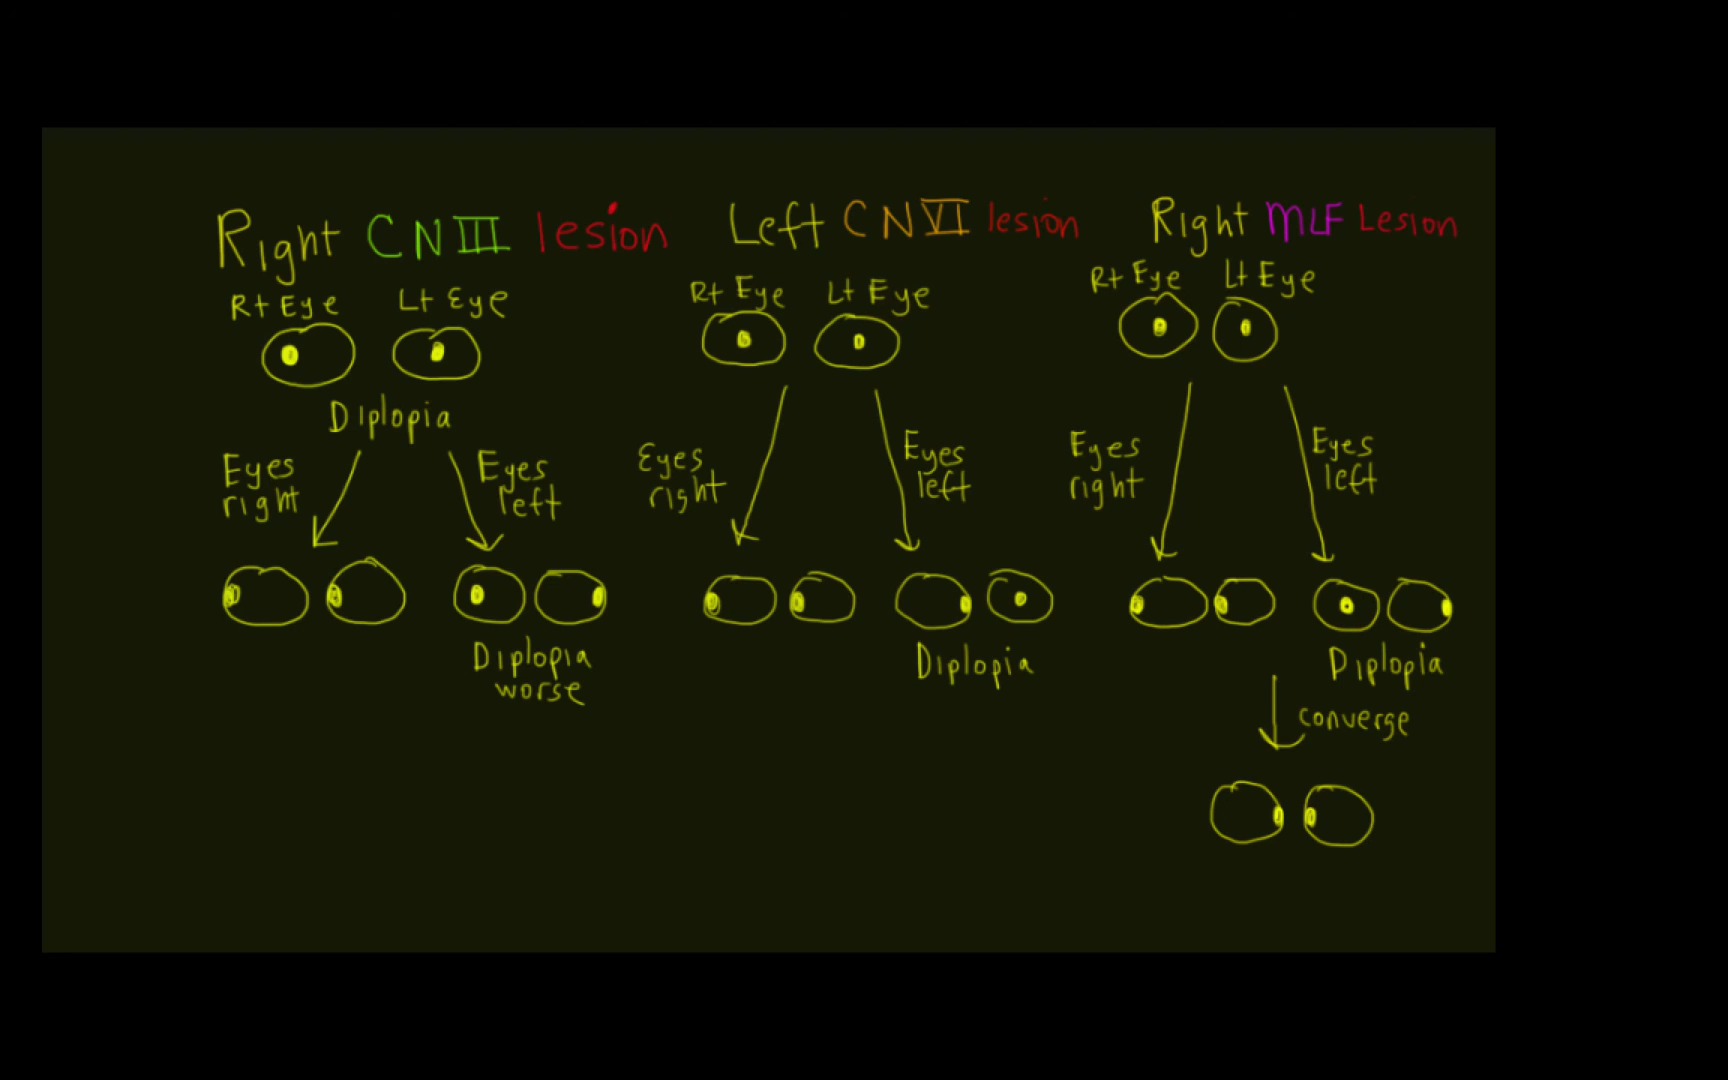 Right CN III lesion
Rt Eye Lt Eye
Diplopia
Eyes
right
Eyes
left
Diplopia
worse
Left CN VI lesion
Rt Eye Lt Eye
Eyes
right
Eyes
left
Diplopia
Right MLF Lesion
Rt Eye Lt Eye
Eyes
right
Eyes
left
Diplopia
converge